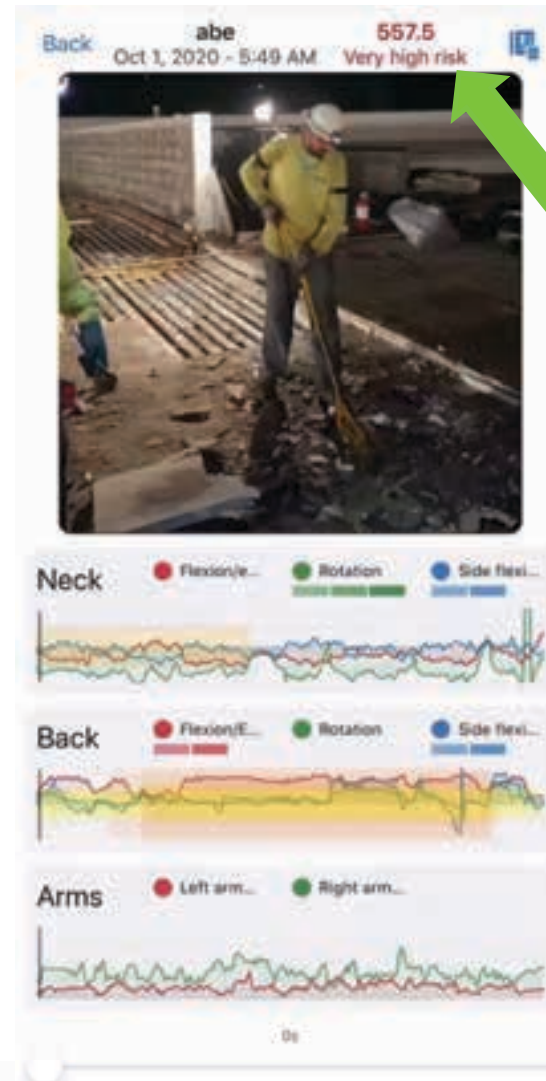 Back
abe
557.5
Oct 1, 2020 - 5:49 AM
Very high risk
Neck
Flexion/e...
Rotation
Side flexi...
Back
Flexion/E...
Rotation
Side flexi...
Arms
Left arm...
Right arm...
0s